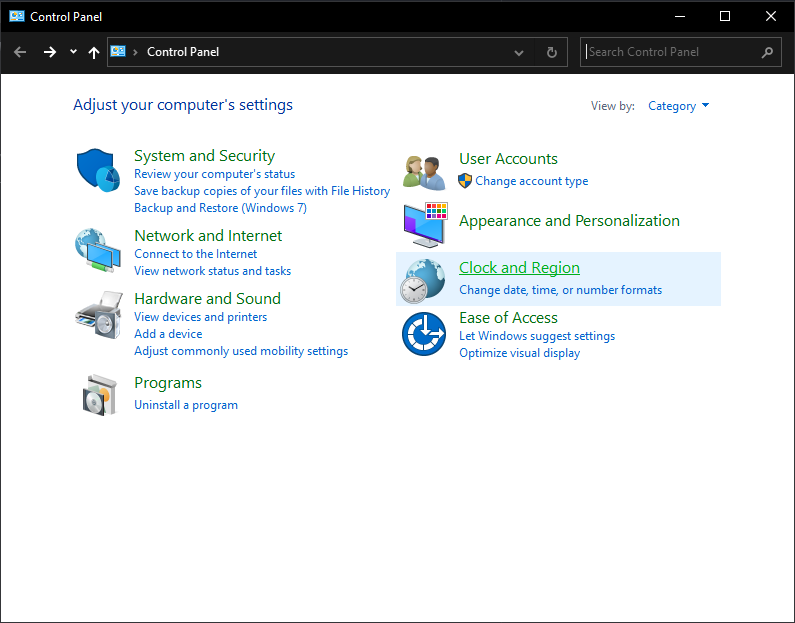 Control Panel
Control Panel
Search Control Panel
Adjust your computer's settings
View by: Category
System and Security
Review your computer's status
Save backup copies of your files with File History
Backup and Restore (Windows 7)
Network and Internet
Connect to the Internet
View network status and tasks
Hardware and Sound
View devices and printers
Add a device
Adjust commonly used mobility settings
Programs
Uninstall a program
User Accounts
Change account type
Appearance and Personalization
Clock and Region
Change date, time, or number formats
Ease of Access
Let Windows suggest settings
Optimize visual display